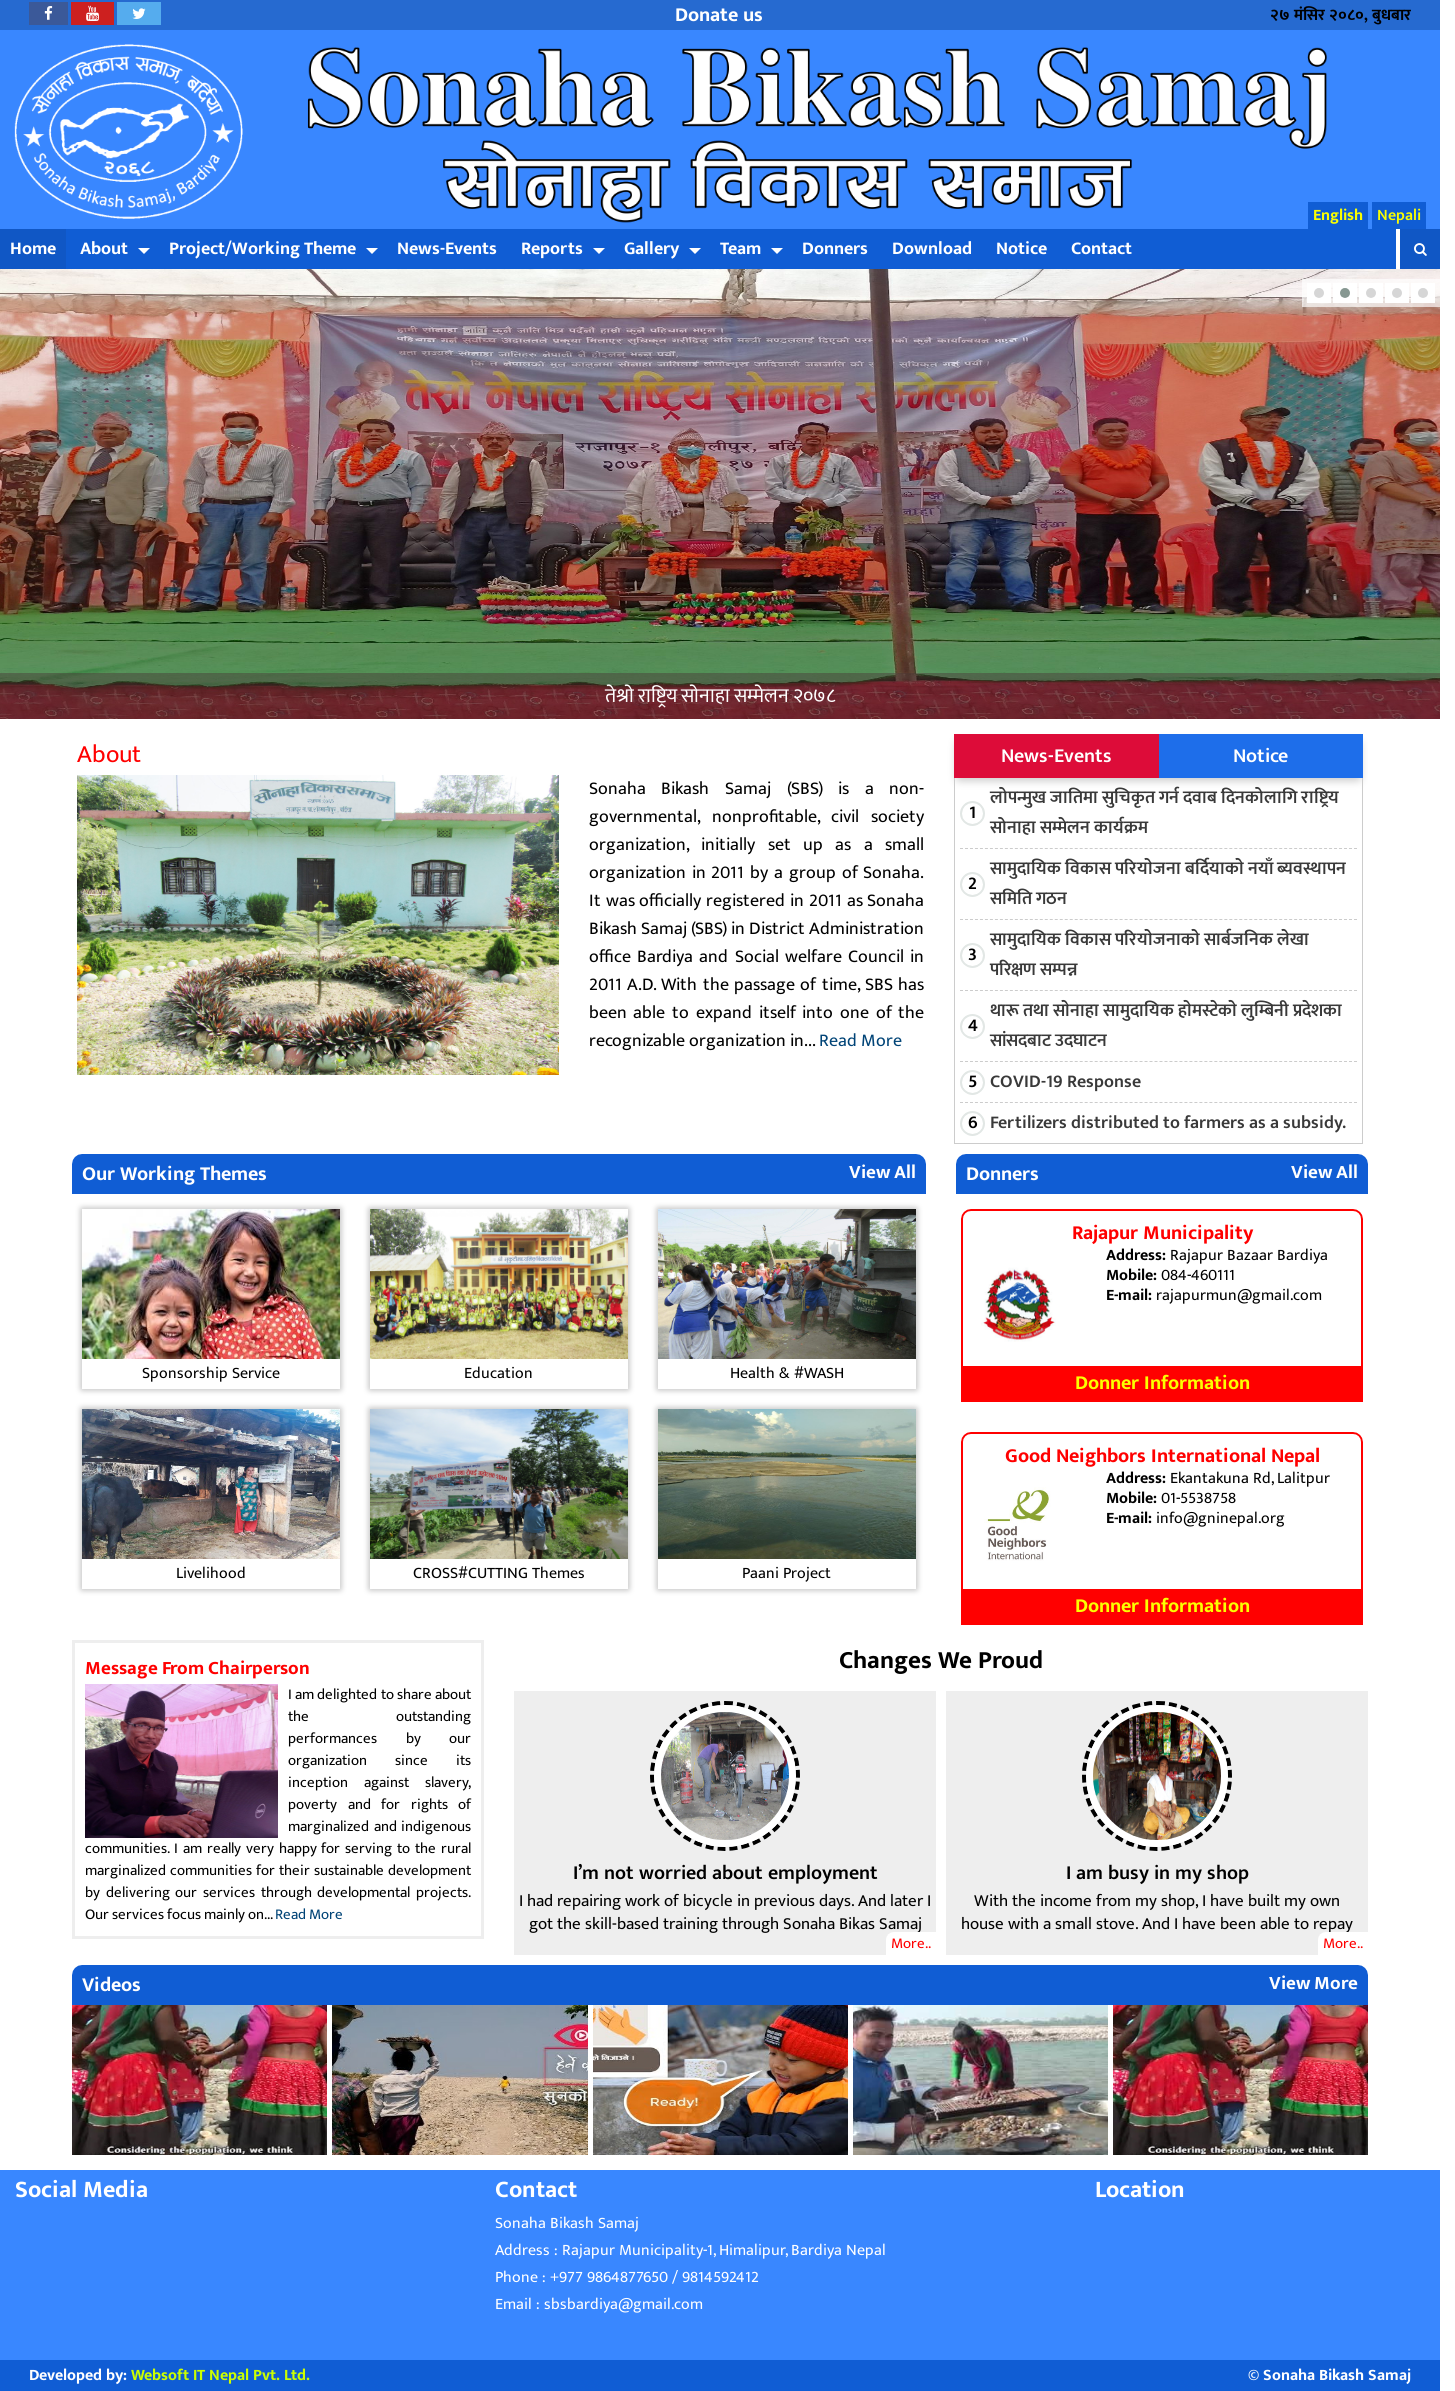 Donate us
२७ मंसिर २०८०, बुधबार
सोनाहा विकास समाज, बर्दिया
२०६८
Sonaha Bikash Samaj, Bardiya
Sonaha Bikash Samaj
सोनाहा विकास समाज
English Nepali
Home About Project/Working Theme News-Events Reports Gallery Team Donners Download Notice Contact
तेस्रो नेपाल राष्ट्रिय सोनाहा सम्मेलन
तेश्रो राष्ट्रिय सोनाहा सम्मेलन २०७८
About
सोनाहा विकास समाज
Sonaha Bikash Samaj (SBS) is a non-
governmental, nonprofitable, civil society
organization, initially set up as a small
organization in 2011 by a group of Sonaha.
It was officially registered in 2011 as Sonaha
Bikash Samaj (SBS) in District Administration
office Bardiya and Social welfare Council in
2011 A.D. With the passage of time, SBS has
been able to expand itself into one of the
recognizable organization in... Read More
News-Events Notice
1 लोपन्मुख जातिमा सुचिकृत गर्न दवाब दिनकोलागि राष्ट्रिय
सोनाहा सम्मेलन कार्यक्रम
2 सामुदायिक विकास परियोजना बर्दियाको नयाँ ब्यवस्थापन
समिति गठन
3 सामुदायिक विकास परियोजनाको सार्बजनिक लेखा
परिक्षण सम्पन्न
4 थारू तथा सोनाहा सामुदायिक होमस्टेको लुम्बिनी प्रदेशका
सांसदबाट उदघाटन
5 COVID-19 Response
6 Fertilizers distributed to farmers as a subsidy.
Our Working Themes View All
Sponsorship Service
Education
Health & #WASH
Livelihood
CROSS#CUTTING Themes
Paani Project
Donners View All
Rajapur Municipality
Address: Rajapur Bazaar Bardiya
Mobile: 084-460111
E-mail: rajapurmun@gmail.com
Donner Information
Good Neighbors International Nepal
Good
Neighbors
International
Address: Ekantakuna Rd, Lalitpur
Mobile: 01-5538758
E-mail: info@gninepal.org
Donner Information
Message From Chairperson
I am delighted to share about
the outstanding
performances by our
organization since its
inception against slavery,
poverty and for rights of
marginalized and indigenous
communities. I am really very happy for serving to the rural
marginalized communities for their sustainable development
by delivering our services through developmental projects.
Our services focus mainly on... Read More
Changes We Proud
I'm not worried about employment
I had repairing work of bicycle in previous days. And later I
got the skill-based training through Sonaha Bikas Samaj
More..
I am busy in my shop
With the income from my shop, I have built my own
house with a small stove. And I have been able to repay
More..
Videos View More
Considering the population, we think
हेर्न
सुनको
Ready!
Considering the population, we think
Social Media
Contact
Sonaha Bikash Samaj
Address : Rajapur Municipality-1, Himalipur, Bardiya Nepal
Phone : +977 9864877650 / 9814592412
Email : sbsbardiya@gmail.com
Location
Developed by: Websoft IT Nepal Pvt. Ltd.
© Sonaha Bikash Samaj